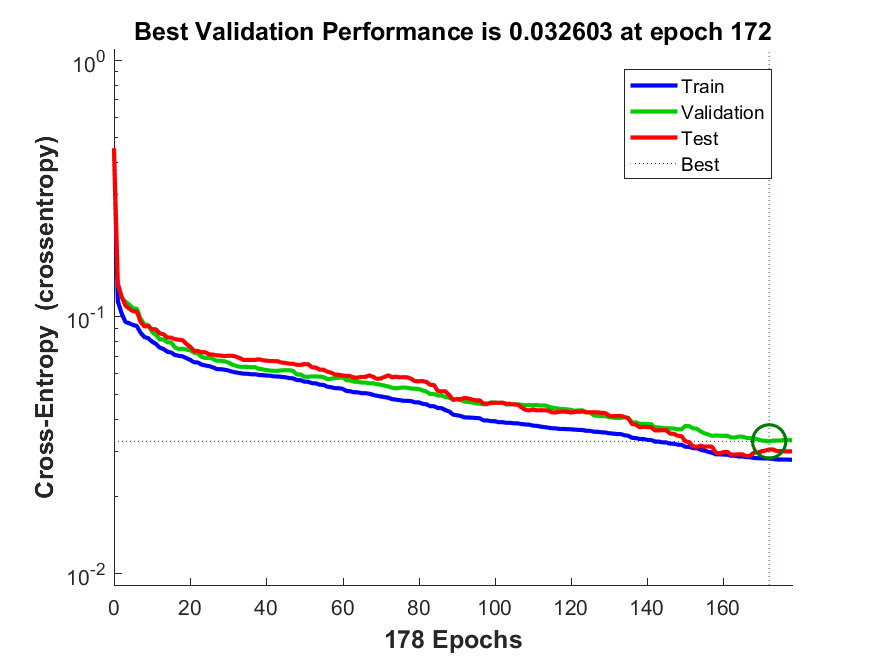 Best Validation Performance is 0.032603 at epoch 172
Cross-Entropy (crossentropy)
10^0
10^-1
10^-2
Train
Validation
Test
Best
0 20 40 60 80 100 120 140 160
178 Epochs